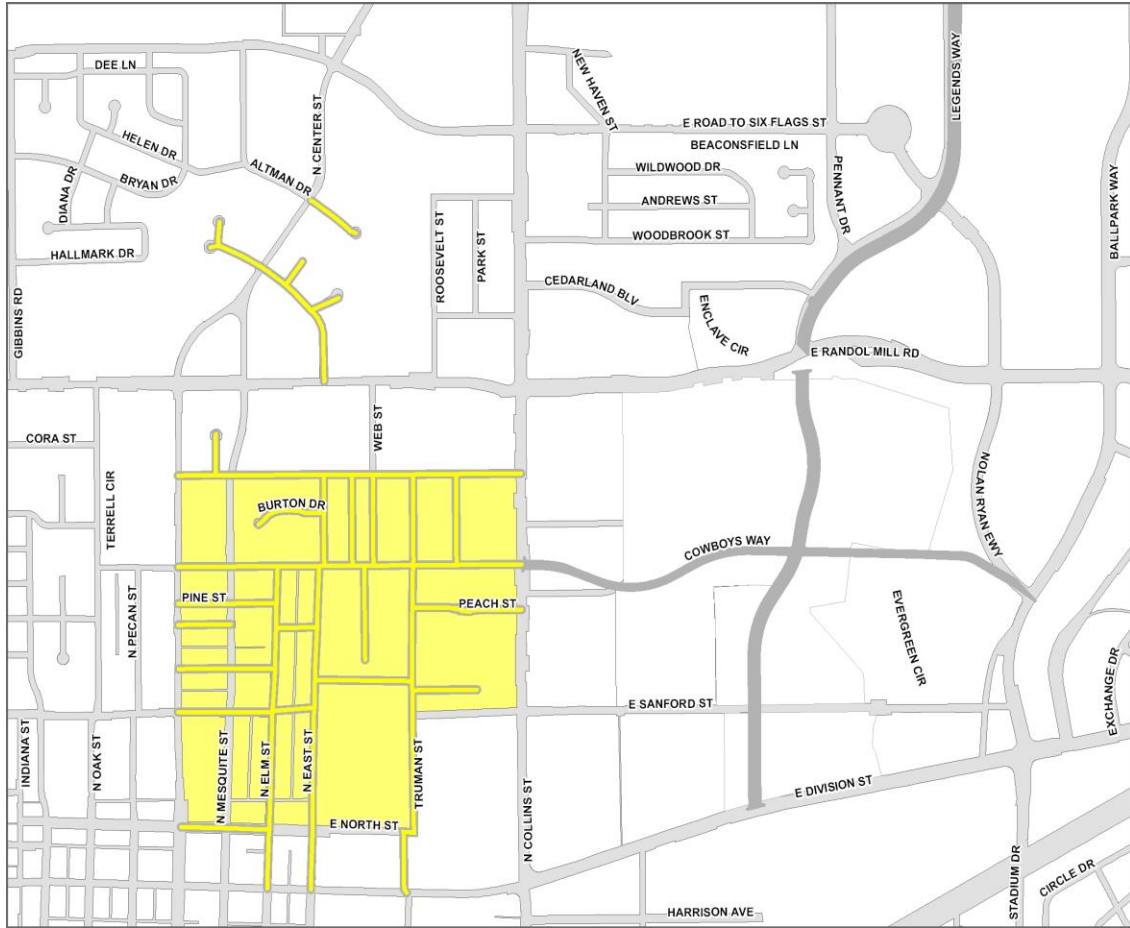 DEE LN
NEW HAVEN ST
LEGENDS WAY
N CENTER ST
E ROAD TO SIX FLAGS ST
HELEN DR
BEACONSFIELD LN
WILDWOOD DR
PENNANT DR
ALTMAN DR
BRYAN DR
DIANA DR
ANDREWS ST
BALLPARK WAY
WOODBROOK ST
ROOSEVELT ST
PARK ST
HALLMARK DR
CEDARLAND BLV
GIBBINS RD
ENCLAVE CIR
E RANDOL MILL RD
WEB ST
CORA ST
TERRELL CIR
NOLAN RYAN EWY
BURTON DR
COWBOYS WAY
PINE ST
PEACH ST
N PECAN ST
EVERGREEN CIR
E SANFORD ST
EXCHANGE DR
INDIANA ST
N OAK ST
N MESQUITE ST
N ELM ST
N EAST ST
TRUMAN ST
E DIVISION ST
E NORTH ST
N COLLINS ST
STADIUM DR
CIRCLE DR
HARRISON AVE